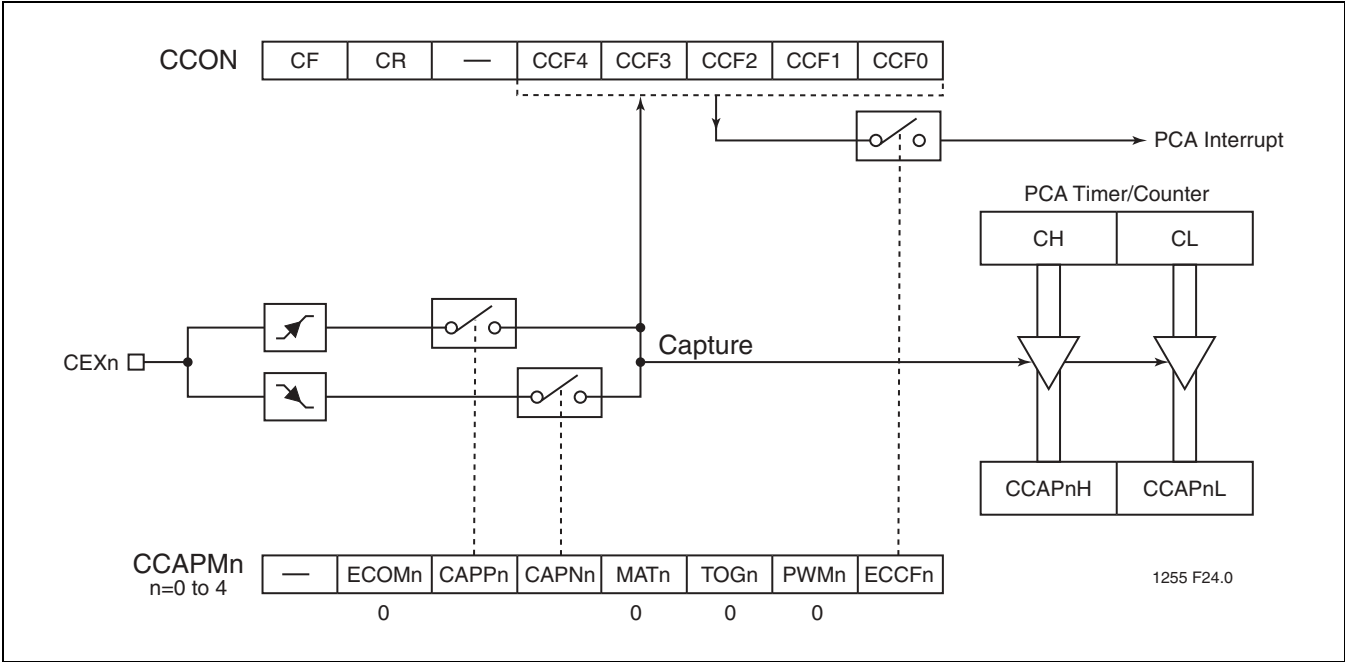 CCON CF CR — CCF4 CCF3 CCF2 CCF1 CCF0
PCA Interrupt
PCA Timer/Counter
CH CL
CEXn
Capture
CCAPnH CCAPnL
CCAPMn
n=0 to 4
— ECOMn CAPPn CAPNn MATn TOGn PWMn ECCFn
0 0 0 0
1255 F24.0